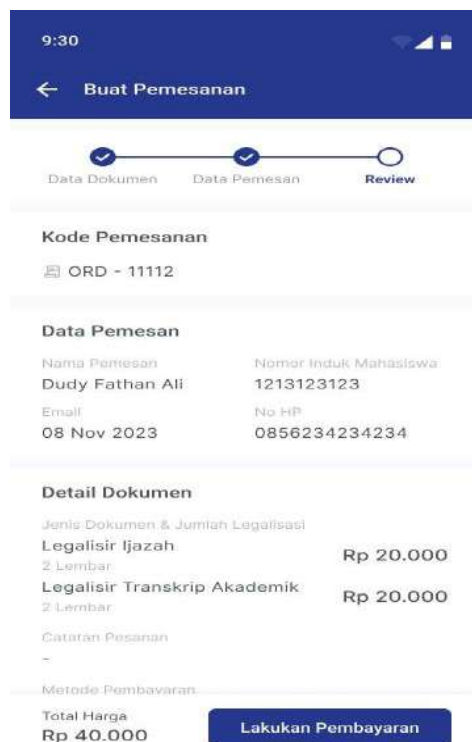 9:30
Buat Pemesanan
Data Dokumen Data Pemesan Review
Kode Pemesanan
ORD - 11112
Data Pemesan
Nama Pemesan Nomor Induk Mahasiswa
Dudy Fathan Ali 1213123123
Email No HP
08 Nov 2023 0856234234234
Detail Dokumen
Jenis Dokumen & Jumlah Legalisasi
Legalisir Ijazah Rp 20.000
2 Lembar
Legalisir Transkrip Akademik Rp 20.000
2 Lembar
Catatan Pesanan
-
Metode Pembayaran
Total Harga
Rp 40.000 Lakukan Pembayaran